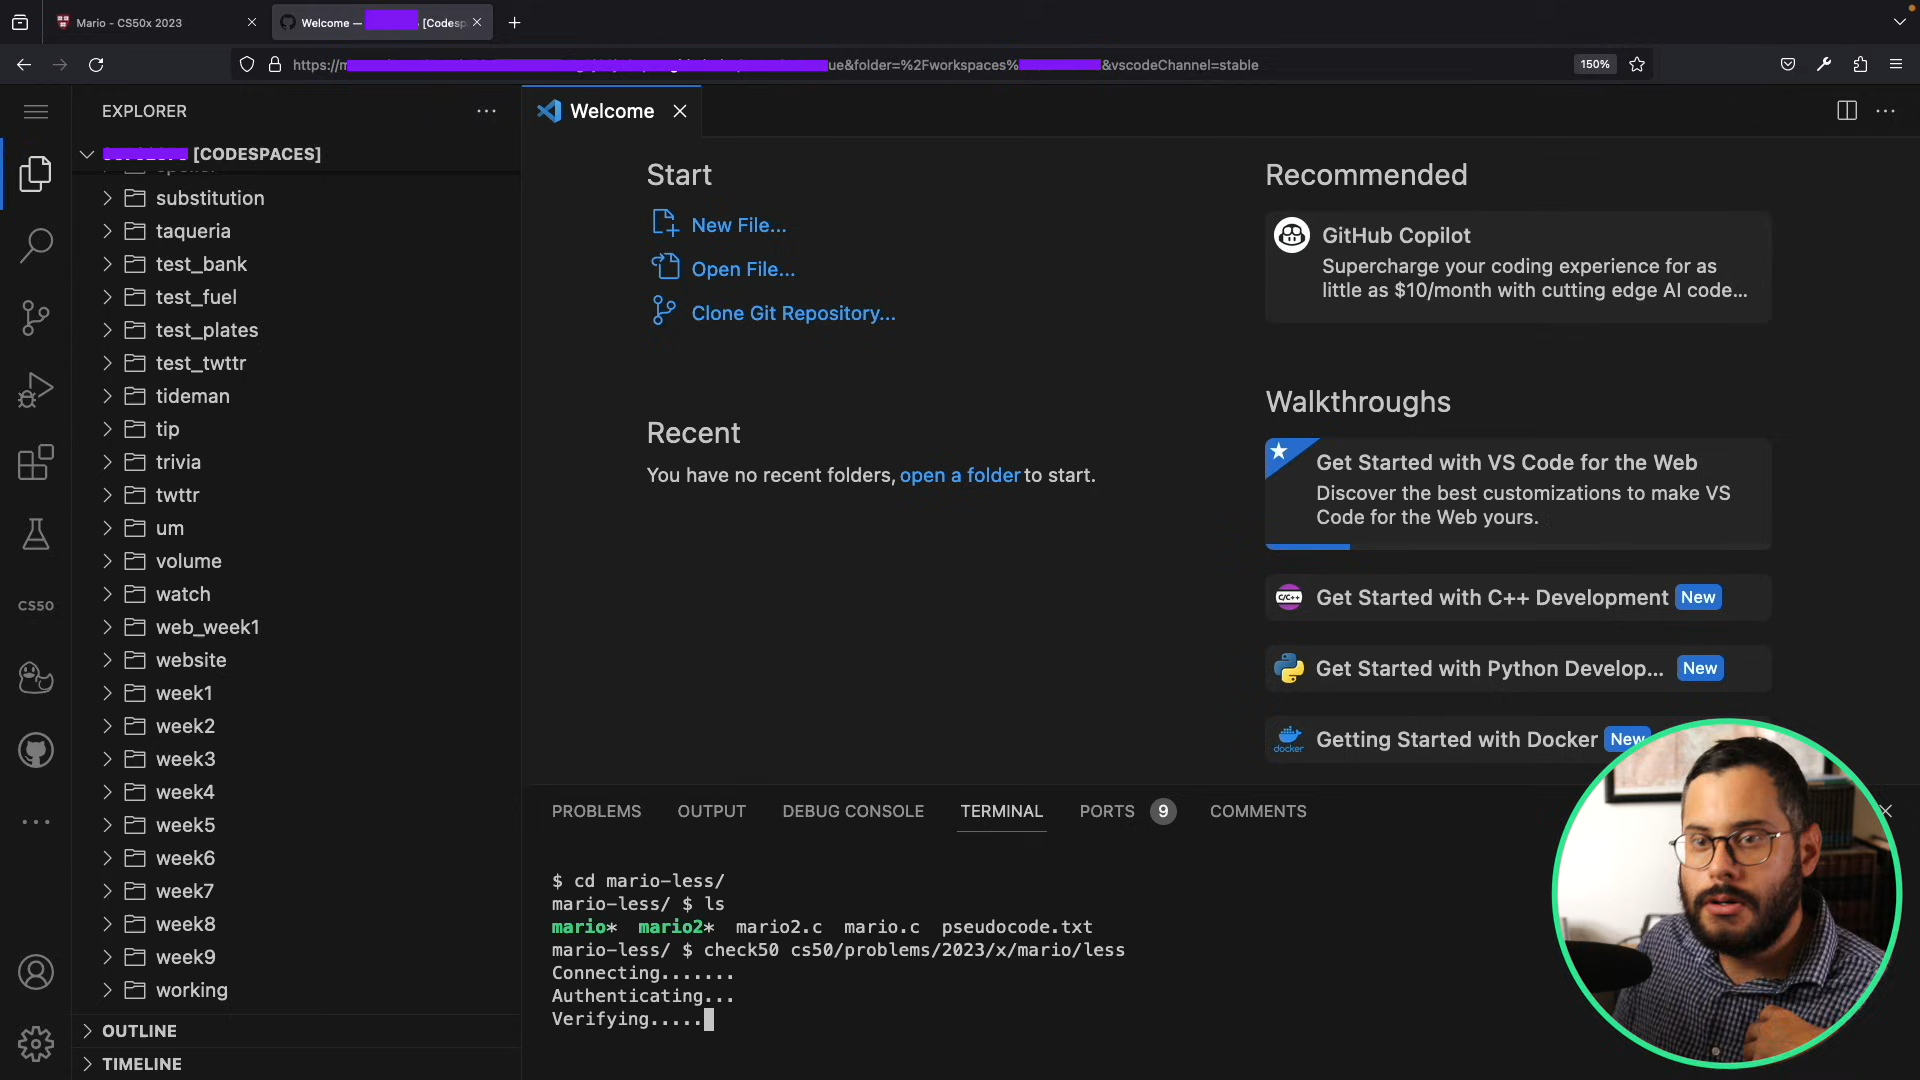 Mario - CS50x 2023
Welcome —
[Codesp
https://m
ue&folder=%2Fworkspaces%
&vscodeChannel=stable
150%
EXPLORER
[CODESPACES]
substitution
taqueria
test_bank
test_fuel
test_plates
test_twttr
tideman
tip
trivia
twttr
um
volume
watch
web_week1
website
week1
week2
week3
week4
week5
week6
week7
week8
week9
working
OUTLINE
TIMELINE
CS50
Welcome
Start
New File...
Open File...
Clone Git Repository...
Recent
You have no recent folders, open a folder to start.
Recommended
GitHub Copilot
Supercharge your coding experience for as
little as $10/month with cutting edge AI code...
Walkthroughs
Get Started with VS Code for the Web
Discover the best customizations to make VS
Code for the Web yours.
C/C++
Get Started with C++ Development New
Get Started with Python Develop... New
docker
Getting Started with Docker New
PROBLEMS OUTPUT DEBUG CONSOLE TERMINAL PORTS 9 COMMENTS
$ cd mario-less/
mario-less/ $ ls
mario* mario2* mario2.c mario.c pseudocode.txt
mario-less/ $ check50 cs50/problems/2023/x/mario/less
Connecting.......
Authenticating...
Verifying.....